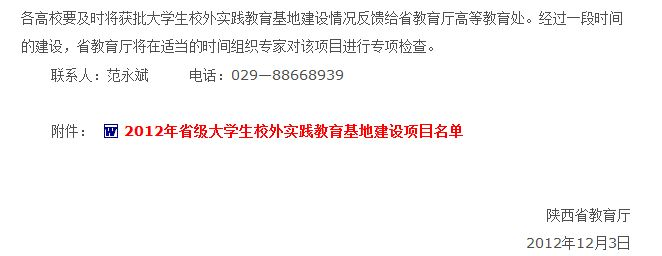 各高校要及时将获批大学生校外实践教育基地建设情况反馈给省教育厅高等教育处。经过一段时间
的建设，省教育厅将在适当的时间组织专家对该项目进行专项检查。
联系人：范永斌 电话：029—88668939
附件： 2012年省级大学生校外实践教育基地建设项目名单
陕西省教育厅
2012年12月3日